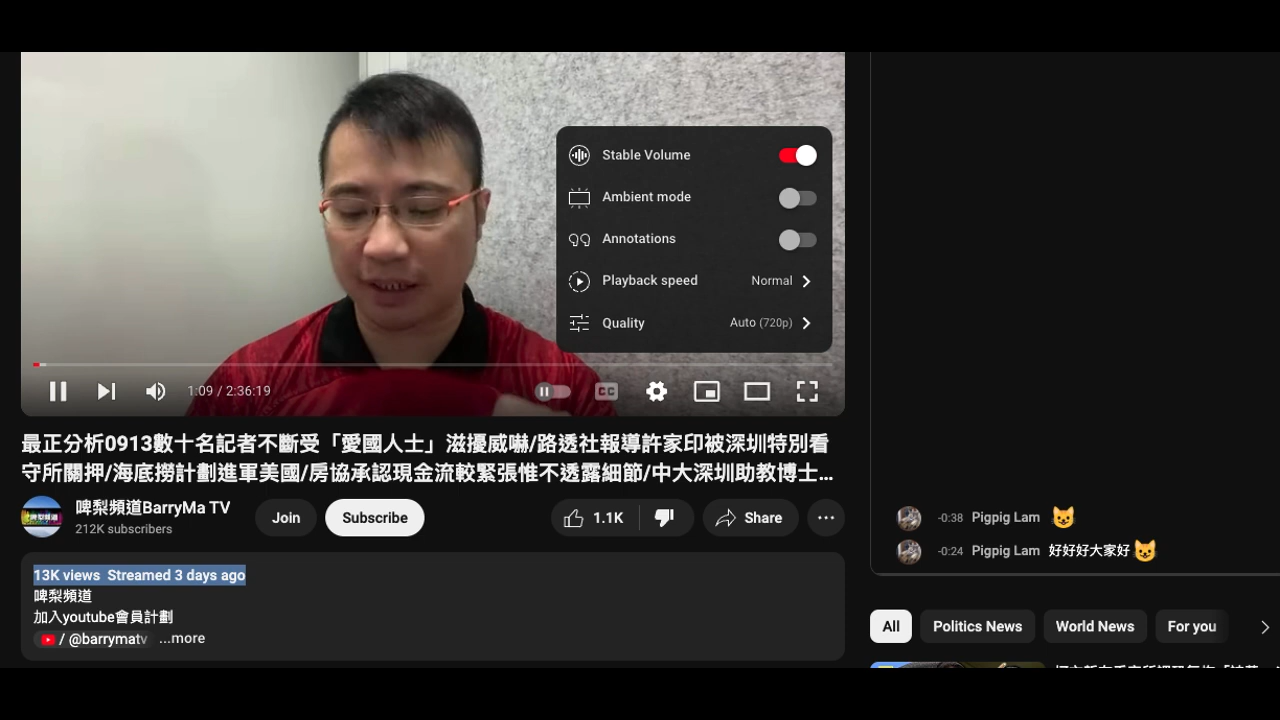 Stable Volume
Ambient mode
Annotations
Playback speed Normal
Quality Auto (720p)
1:09 / 2:36:19
CC
最正分析0913數十名記者不斷受「愛國人士」滋擾威嚇/路透社報導許家印被深圳特別看
守所關押/海底撈計劃進軍美國/房協承認現金流較緊張惟不透露細節/中大深圳助教博士...
啤梨頻道BarryMa TV
212K subscribers
Join
Subscribe
1.1K
Share
13K views Streamed 3 days ago
啤梨頻道
加入youtube會員計劃
/ @barrymatv ...more
-0:38 Pigpig Lam
-0:24 Pigpig Lam 好好好大家好
All
Politics News
World News
For you